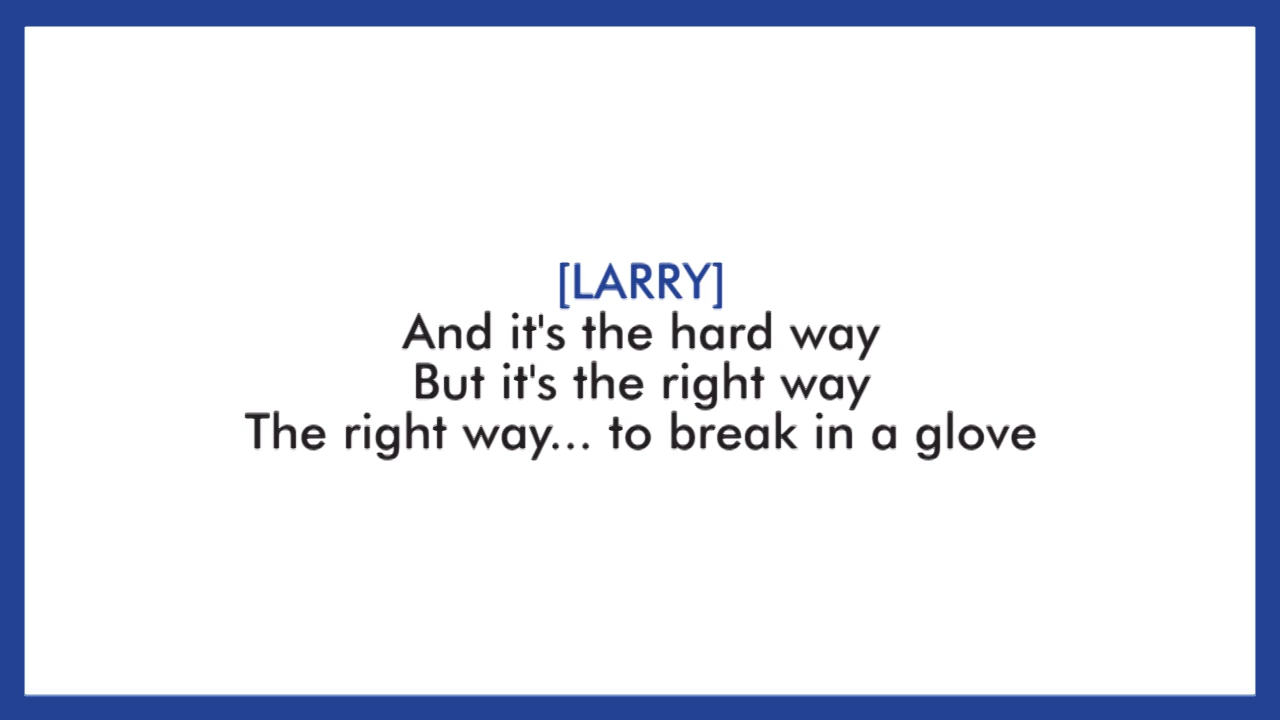 [LARRY]
And it's the hard way
But it's the right way
The right way... to break in a glove